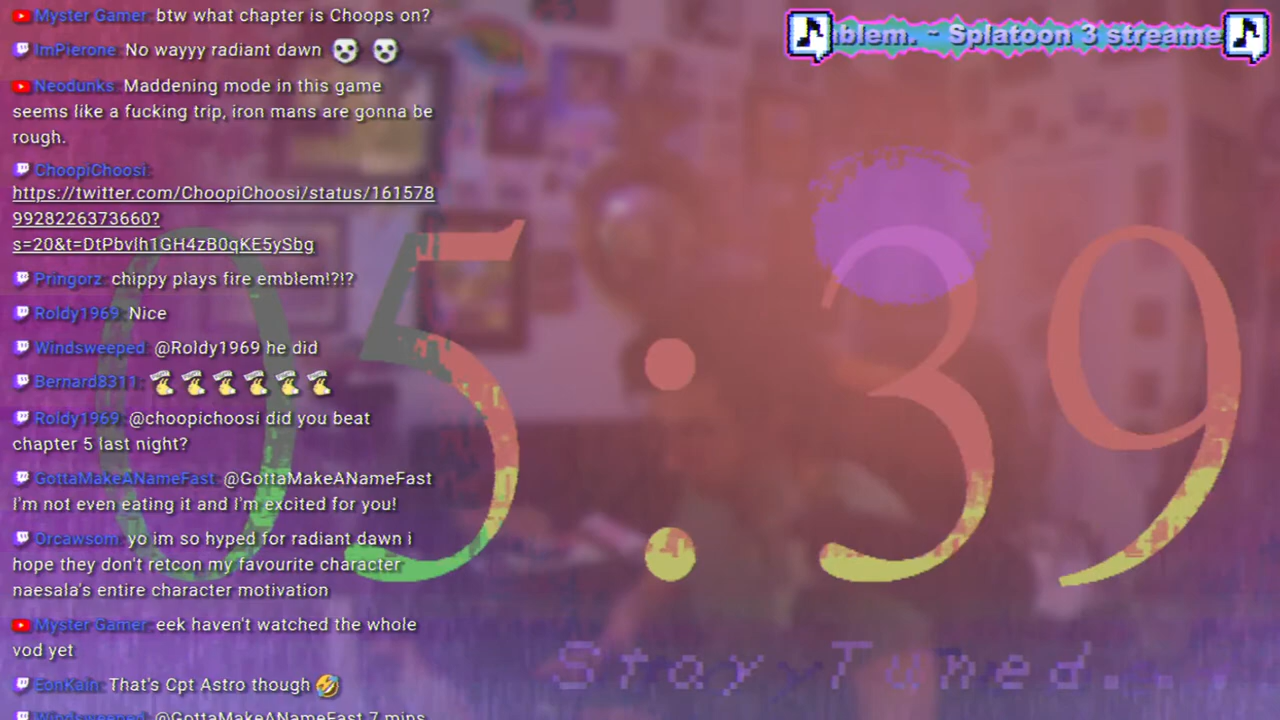 Myster Gamer: btw what chapter is Choops on?
ImPierone: No wayyy radiant dawn
Neodunks: Maddening mode in this game
seems like a fucking trip, iron mans are gonna be
rough.
ChoopiChoosi:
https://twitter.com/ChoopiChoosi/status/161578
9928226373660?
s=20&t=DtPbvlh1GH4zB0qKE5ySbg
Pringorz: chippy plays fire emblem!?!?
Roldy1969: Nice
Windsweeped: @Roldy1969 he did
Bernard8311:
Roldy1969: @choopichoosi did you beat
chapter 5 last night?
GottaMakeANameFast: @GottaMakeANameFast
I'm not even eating it and I'm excited for you!
Orcawsom: yo im so hyped for radiant dawn i
hope they don't retcon my favourite character
naesala's entire character motivation
Myster Gamer: eek haven't watched the whole
vod yet
EonKain: That's Cpt Astro though
Windsweeped: @GottaMakeANameFast 7 mins
blem. ~ Splatoon 3 streame
05:39
Stay Tuned...